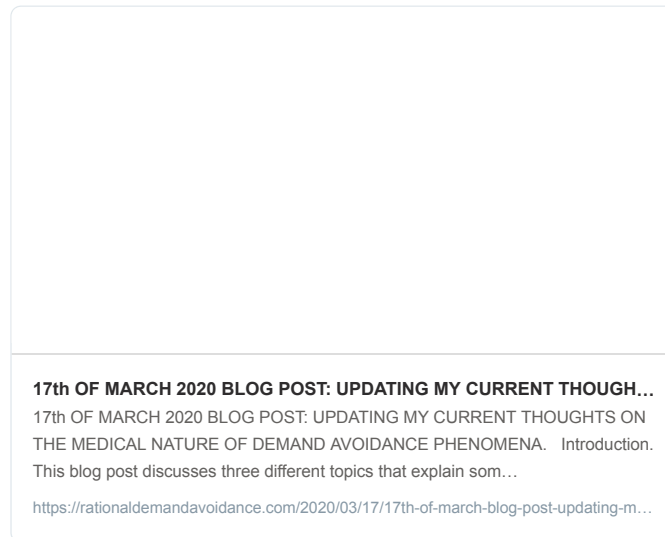 17th OF MARCH 2020 BLOG POST: UPDATING MY CURRENT THOUGH…
17th OF MARCH 2020 BLOG POST: UPDATING MY CURRENT THOUGHTS ON
THE MEDICAL NATURE OF DEMAND AVOIDANCE PHENOMENA.   Introduction.
This blog post discusses three different topics that explain som…
https://rationaldemandavoidance.com/2020/03/17/17th-of-march-blog-post-updating-m…